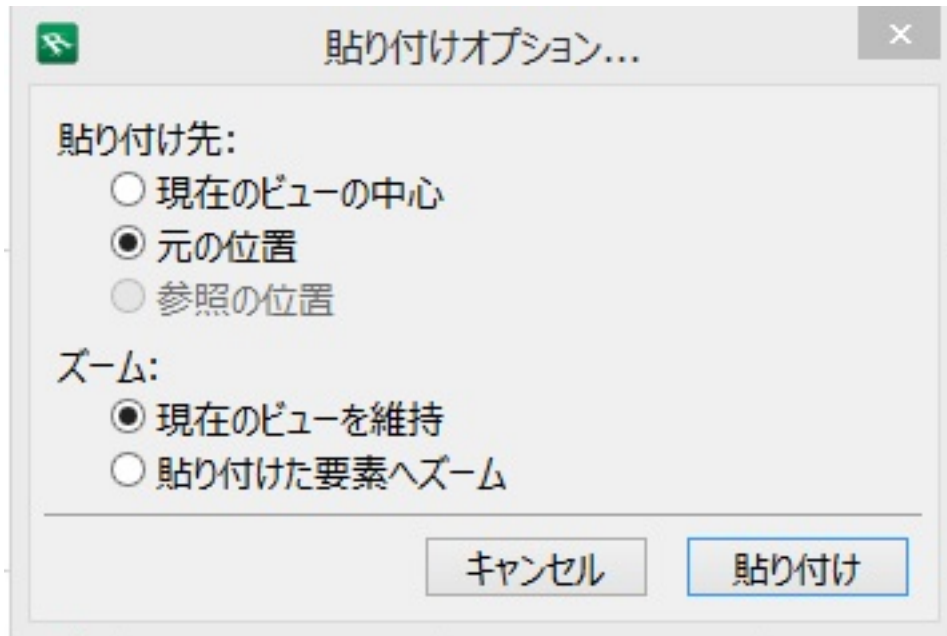 貼り付けオプション...
貼り付け先:
現在のビューの中心
元の位置
参照の位置
ズーム:
現在のビューを維持
貼り付けた要素へズーム
キャンセル
貼り付け